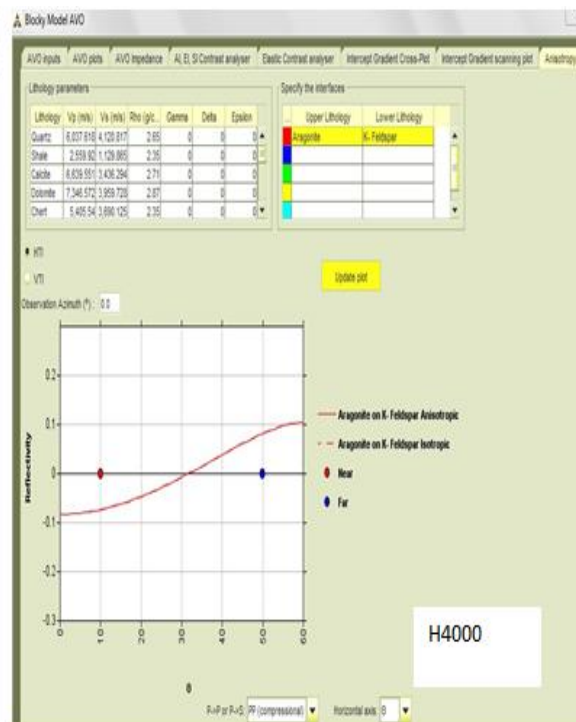 Blocky Model AVO
AVO inputs AVO plots AVO Impedance AI, EI, SI Contrast analyser Elastic Contrast analyser Intercept Gradient Cross-Plot Intercept Gradient scanning plot Anisotropy
Lithology parameters
Lithology Vp (m/s) Vs (m/s) Rho (g/c... Gamma Delta Epsilon
Quartz 6,037.618 4,120.817 2.65 0 0 0
Shale 2,559.92 1,129.865 2.35 0 0 0
Calcite 6,639.551 3,436.294 2.71 0 0 0
Dolomite 7,346.572 3,959.728 2.87 0 0 0
Chert 5,405.54 3,690.125 2.35 0 0 0
Specify the interfaces
... Upper Lithology Lower Lithology
Aragonite K- Feldspar
HTI
VTI
Update plot
Observation Azimuth (°) : 0.0
Reflectivity
0.2
0.1
0
-0.1
-0.2
-0.3
0 10 20 30 40 50 60
θ
Aragonite on K- Feldspar Anisotropic
Aragonite on K- Feldspar Isotropic
Near
Far
H4000
P->P or P->S: PP (compressional) Horizontal axis: θ